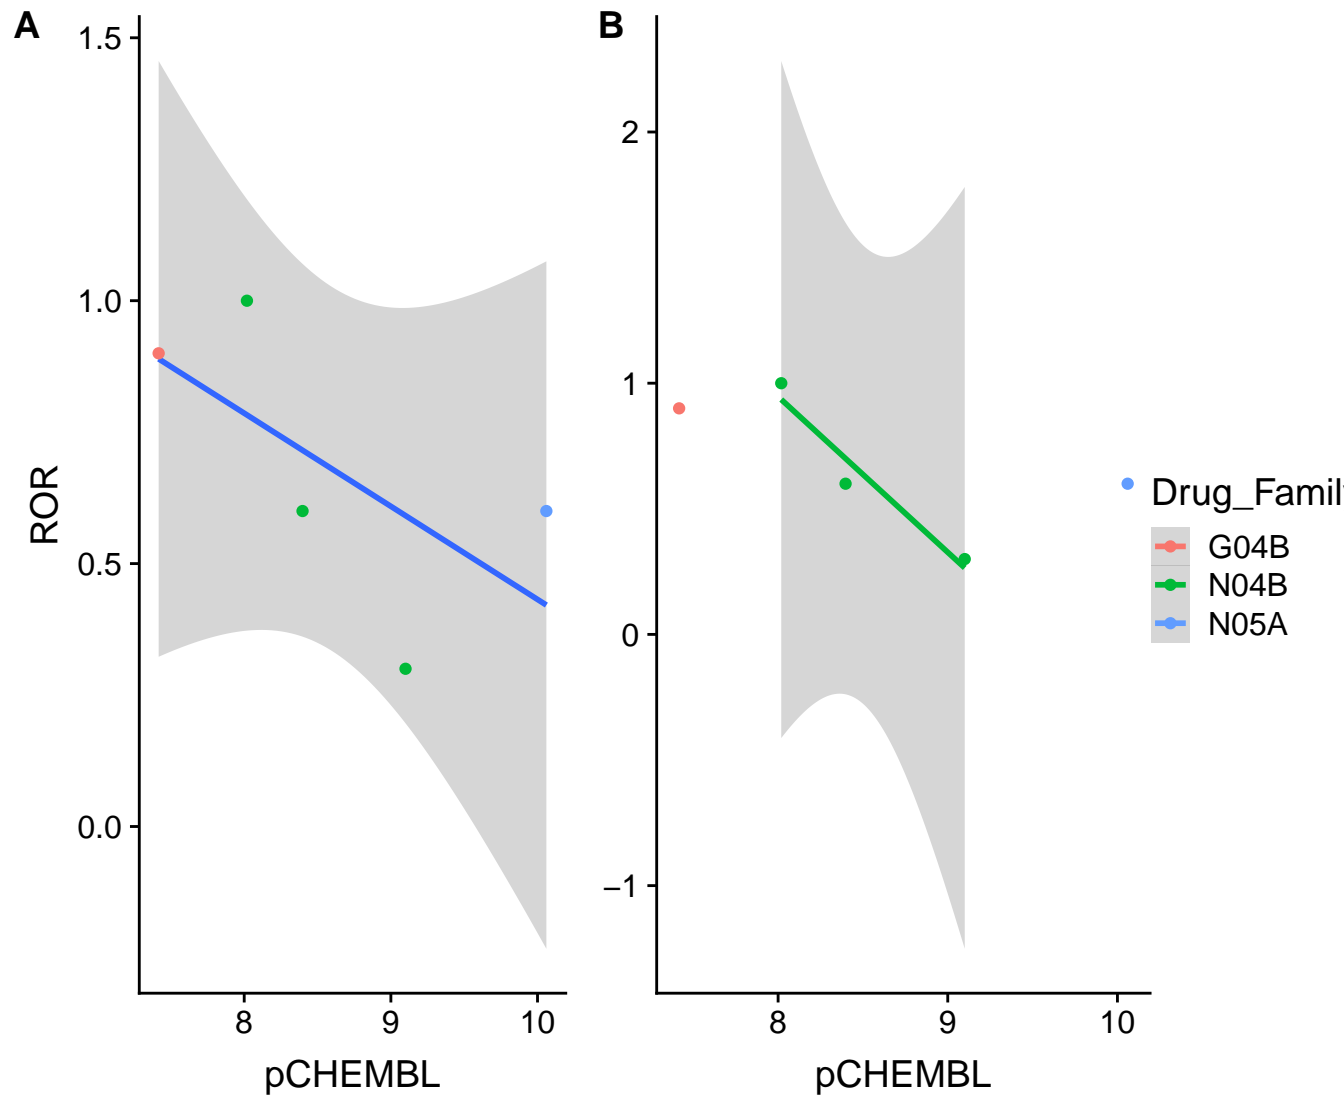 A
B
1.5
1.0
0.5
0.0
ROR
8 9 10
pCHEMBL
2
1
0
−1
8 9 10
pCHEMBL
Drug_Famil
G04B
N04B
N05A